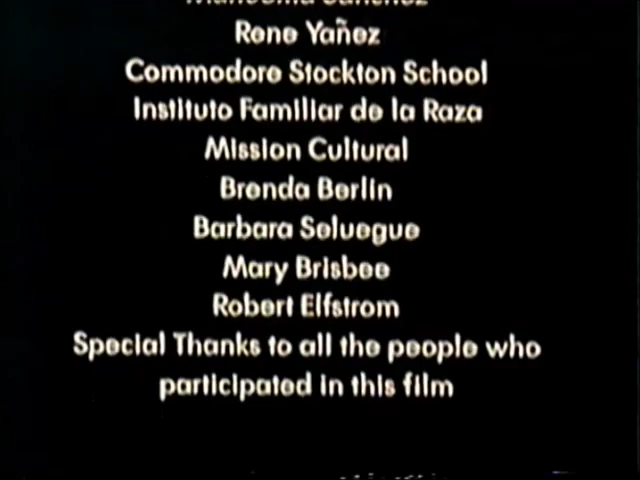 Rene Yañez
Commodore Stockton School
Instituto Familiar de la Raza
Mission Cultural
Brenda Berlin
Barbara Seluegue
Mary Brisbee
Robert Elfstrom
Special Thanks to all the people who
participated in this film